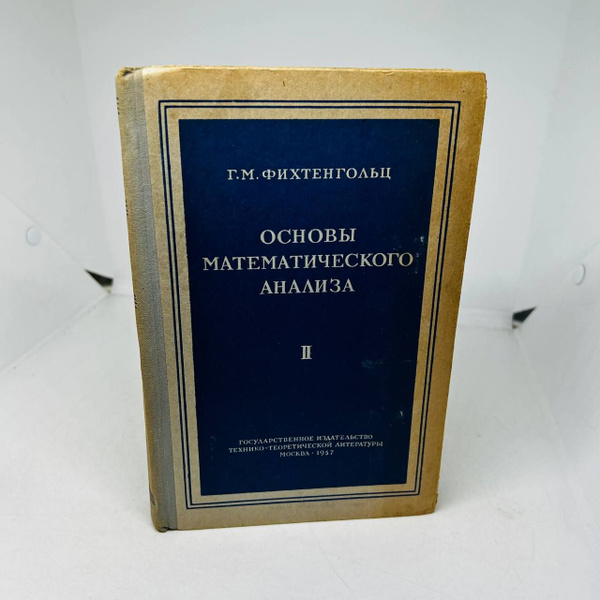 Г.М.ФИХТЕНГОЛЬЦ
ОСНОВЫ
МАТЕМАТИЧЕСКОГО
АНАЛИЗА
II
ГОСУДАРСТВЕННОЕ ИЗДАТЕЛЬСТВО
ТЕХНИКО-ТЕОРЕТИЧЕСКОЙ ЛИТЕРАТУРЫ
МОСКВА · 1957